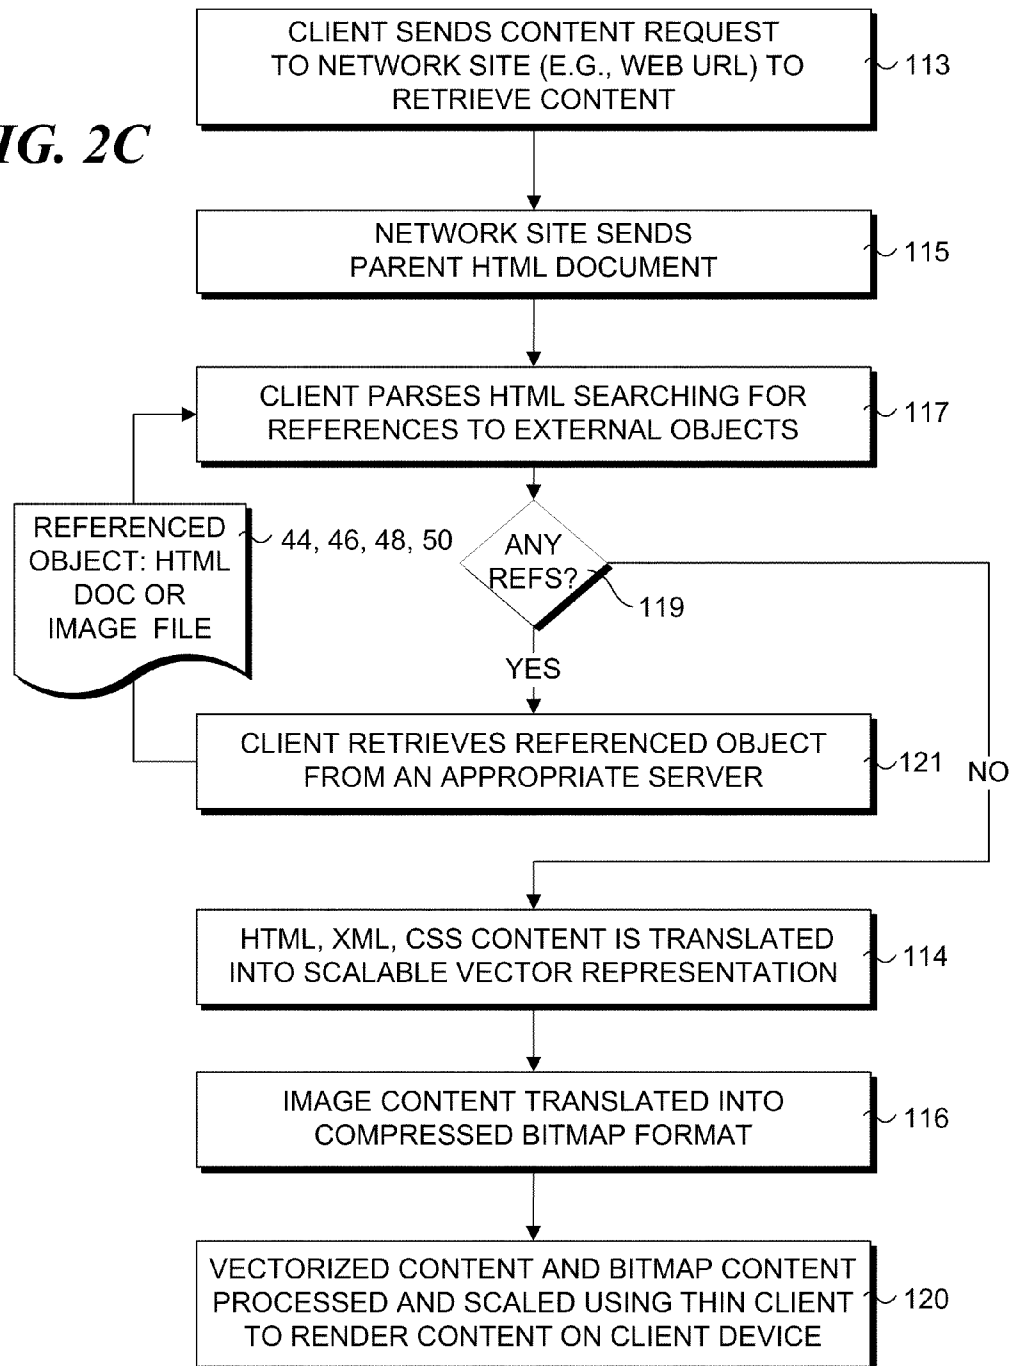 CLIENT SENDS CONTENT REQUEST
TO NETWORK SITE (E.G., WEB URL) TO
RETRIEVE CONTENT
113
IG. 2C
NETWORK SITE SENDS
PARENT HTML DOCUMENT
115
CLIENT PARSES HTML SEARCHING FOR
REFERENCES TO EXTERNAL OBJECTS
117
REFERENCED
OBJECT: HTML
DOC OR
IMAGE FILE
44, 46, 48, 50
ANY
REFS?
119
YES
CLIENT RETRIEVES REFERENCED OBJECT
FROM AN APPROPRIATE SERVER
121
NO
HTML, XML, CSS CONTENT IS TRANSLATED
INTO SCALABLE VECTOR REPRESENTATION
114
IMAGE CONTENT TRANSLATED INTO
COMPRESSED BITMAP FORMAT
116
VECTORIZED CONTENT AND BITMAP CONTENT
PROCESSED AND SCALED USING THIN CLIENT
TO RENDER CONTENT ON CLIENT DEVICE
120